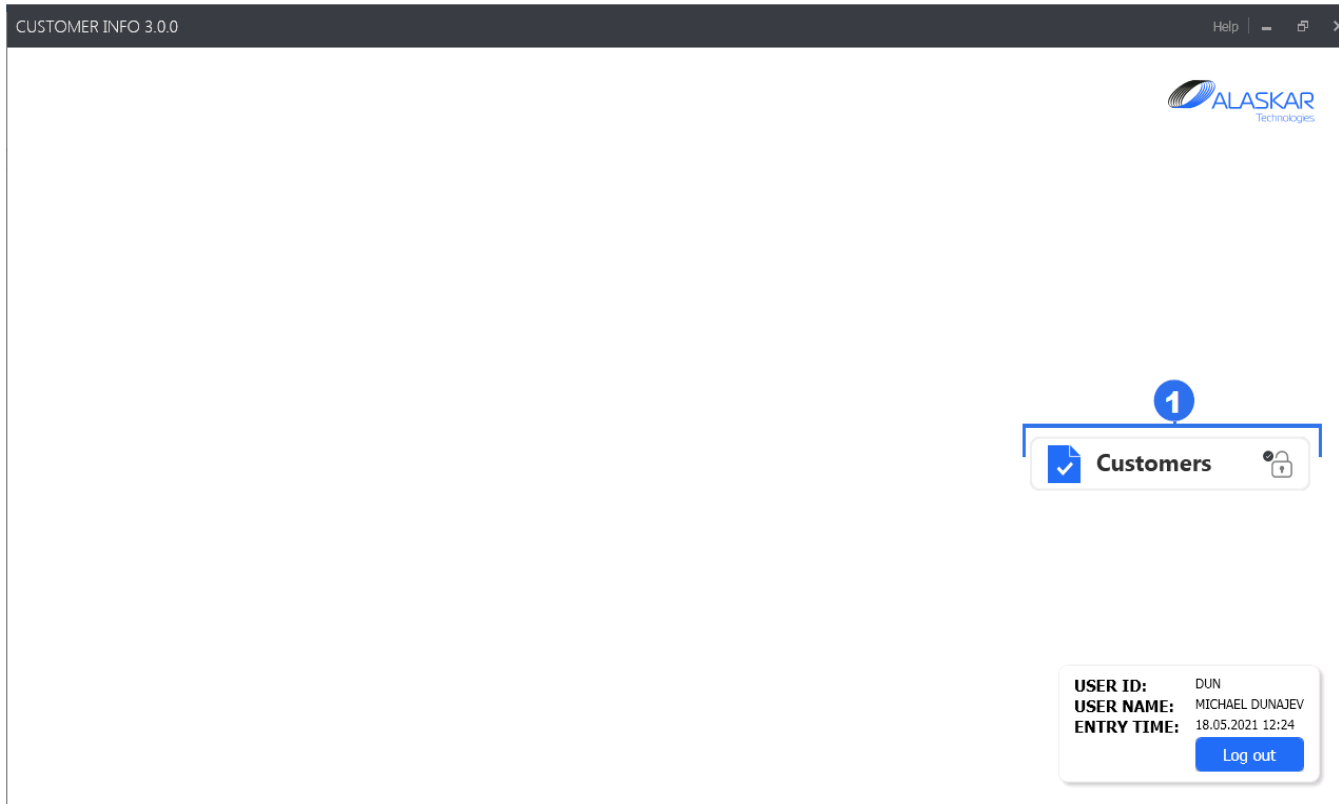 CUSTOMER INFO 3.0.0
Help
ALASKAR
Technologies
1
Customers
USER ID: DUN
USER NAME: MICHAEL DUNAJEV
ENTRY TIME: 18.05.2021 12:24
Log out